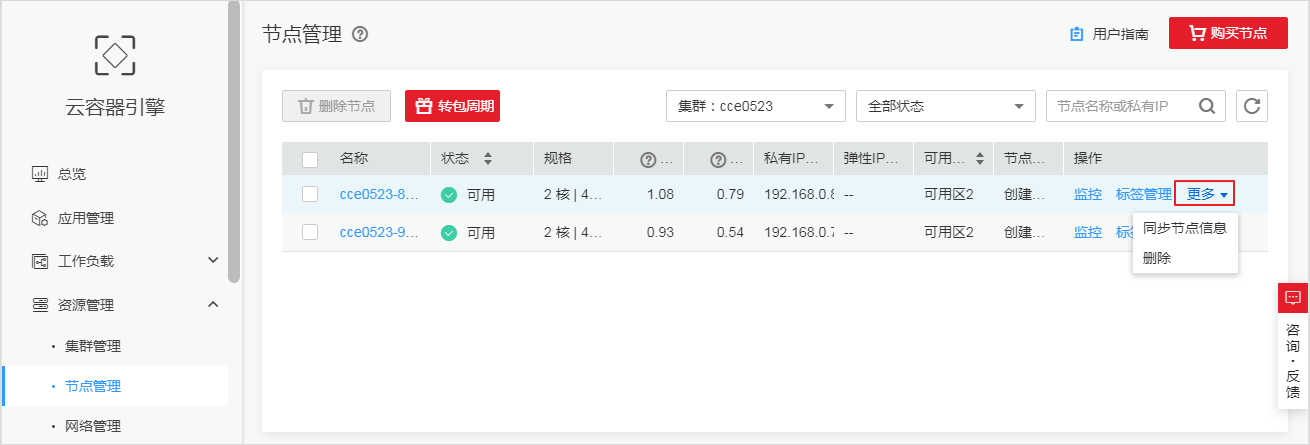 云容器引擎
总览
应用管理
工作负载
资源管理
集群管理
节点管理
网络管理
节点管理
用户指南
购买节点
删除节点 转包周期 集群：cce0523 全部状态 节点名称或私有IP
名称 状态 规格 ... ... 私有IP... 弹性IP... 可用... 节点... 操作
cce0523-8... 可用 2 核 | 4... 1.08 0.79 192.168.0.8 -- 可用区2 创建... 监控 标签管理 更多
cce0523-9... 可用 2 核 | 4... 0.93 0.54 192.168.0.7 -- 可用区2 创建... 监控 标
同步节点信息
删除
咨询·反馈